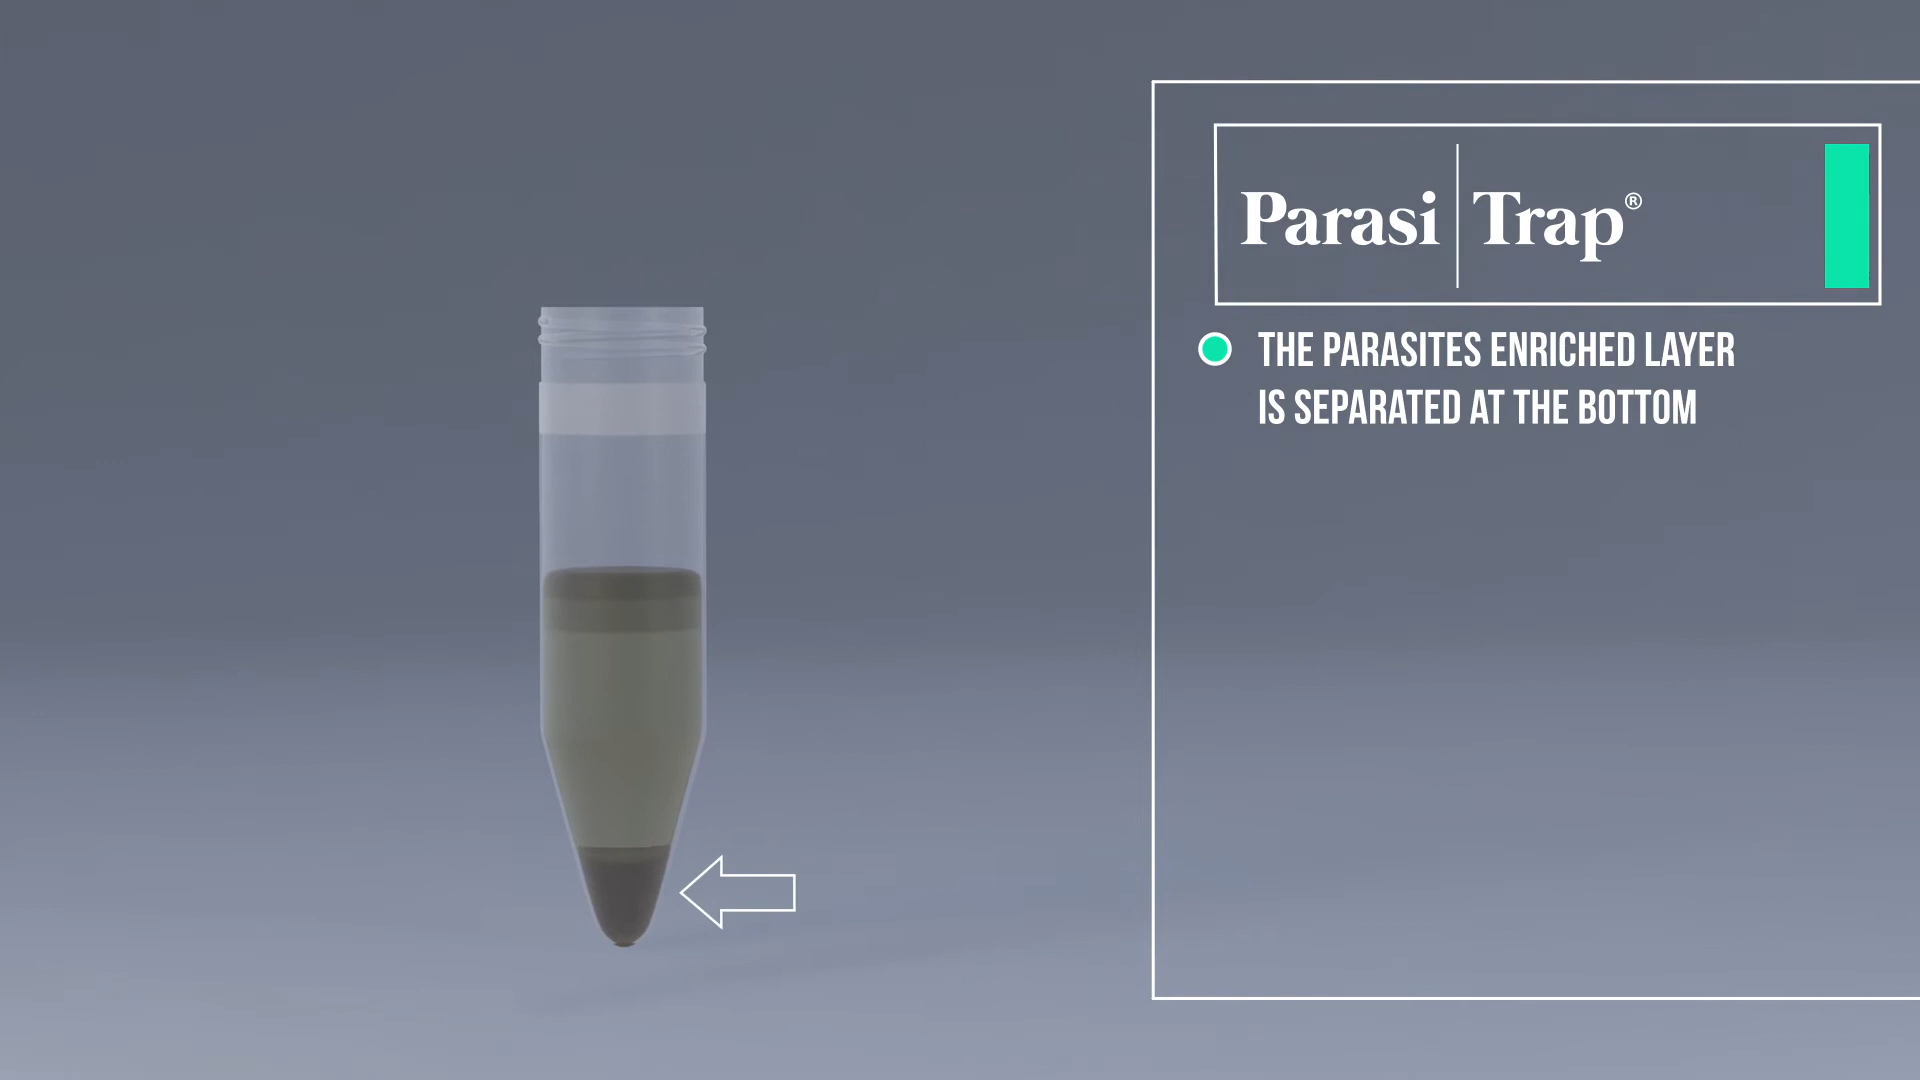 Parasi Trap®
THE PARASITES ENRICHED LAYER
IS SEPARATED AT THE BOTTOM